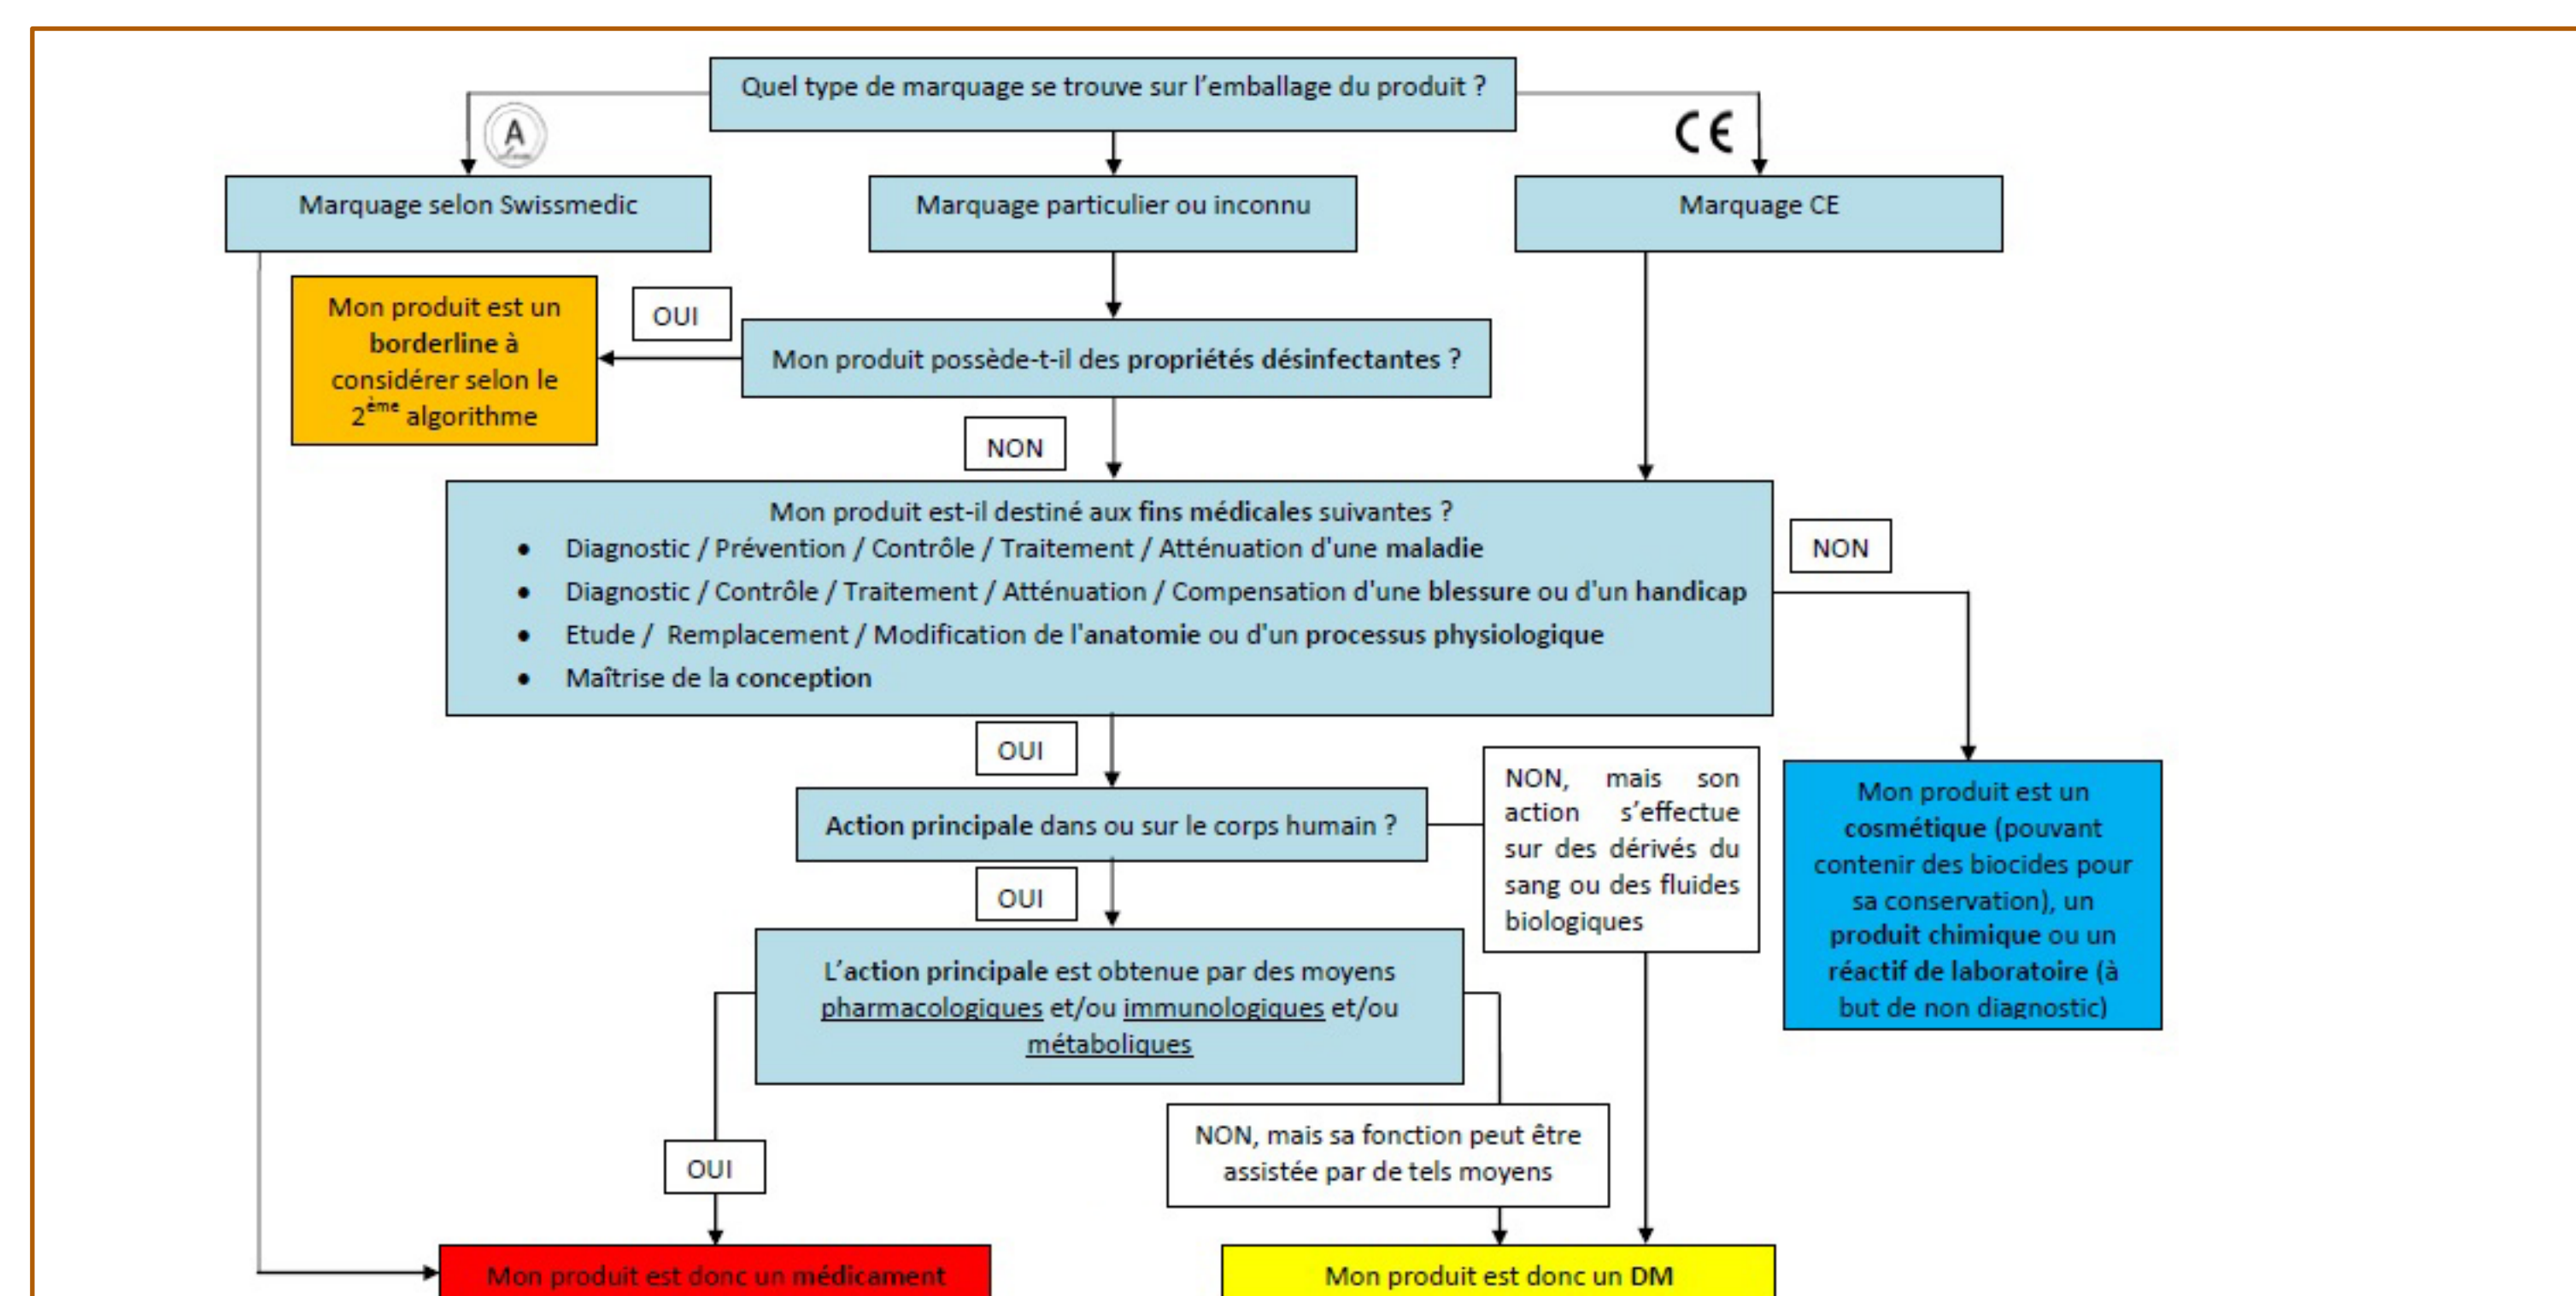 Quel type de marquage se trouve sur l’emballage du produit ?
A
CE
Marquage selon Swissmedic
Marquage particulier ou inconnu
Marquage CE
Mon produit est un
borderline à
considérer selon le
2ème algorithme
OUI
Mon produit possède-t-il des propriétés désinfectantes ?
NON
Mon produit est-il destiné aux fins médicales suivantes ?
• Diagnostic / Prévention / Contrôle / Traitement / Atténuation d'une maladie
• Diagnostic / Contrôle / Traitement / Atténuation / Compensation d'une blessure ou d'un handicap
• Etude / Remplacement / Modification de l'anatomie ou d'un processus physiologique
• Maîtrise de la conception
NON
OUI
Action principale dans ou sur le corps humain ?
NON, mais son
action s’effectue
sur des dérivés du
sang ou des fluides
biologiques
Mon produit est un
cosmétique (pouvant
contenir des biocides pour
sa conservation), un
produit chimique ou un
réactif de laboratoire (à
but de non diagnostic)
OUI
L’action principale est obtenue par des moyens
pharmacologiques et/ou immunologiques et/ou
métaboliques
OUI
NON, mais sa fonction peut être
assistée par de tels moyens
Mon produit est donc un médicament
Mon produit est donc un DM